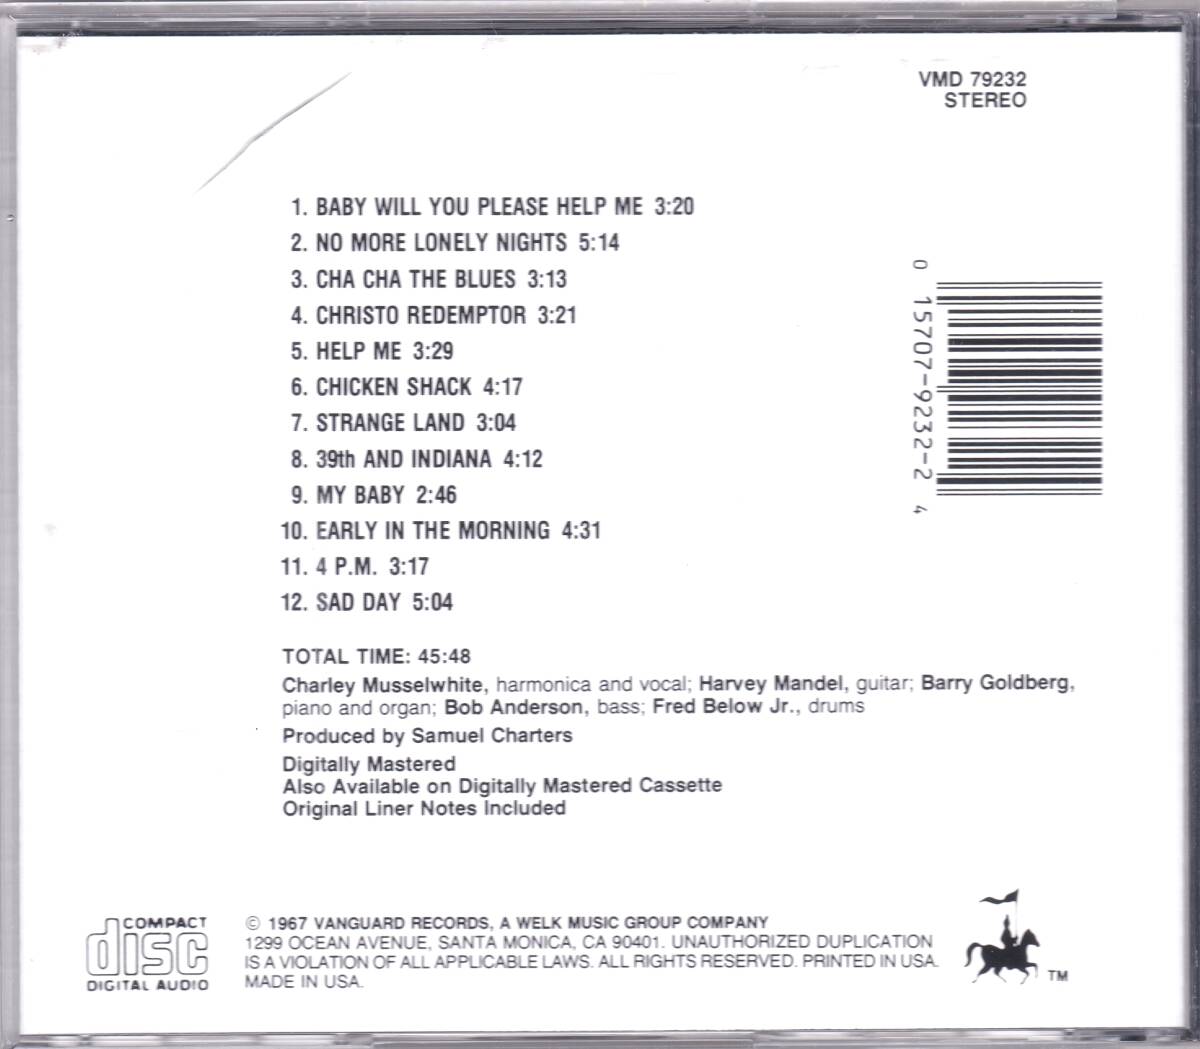 VMD 79232
STEREO
1. BABY WILL YOU PLEASE HELP ME 3:20
2. NO MORE LONELY NIGHTS 5:14
3. CHA CHA THE BLUES 3:13
4. CHRISTO REDEMPTOR 3:21
5. HELP ME 3:29
6. CHICKEN SHACK 4:17
7. STRANGE LAND 3:04
8. 39th AND INDIANA 4:12
9. MY BABY 2:46
10. EARLY IN THE MORNING 4:31
11. 4 P.M. 3:17
12. SAD DAY 5:04
0 15707-9232-2 4
TOTAL TIME: 45:48
Charley Musselwhite, harmonica and vocal; Harvey Mandel, guitar; Barry Goldberg,
piano and organ; Bob Anderson, bass; Fred Below Jr., drums
Produced by Samuel Charters
Digitally Mastered
Also Available on Digitally Mastered Cassette
Original Liner Notes Included
COMPACT
disc
DIGITAL AUDIO
© 1967 VANGUARD RECORDS, A WELK MUSIC GROUP COMPANY
1299 OCEAN AVENUE, SANTA MONICA, CA 90401. UNAUTHORIZED DUPLICATION
IS A VIOLATION OF ALL APPLICABLE LAWS. ALL RIGHTS RESERVED. PRINTED IN USA.
MADE IN USA.
TM